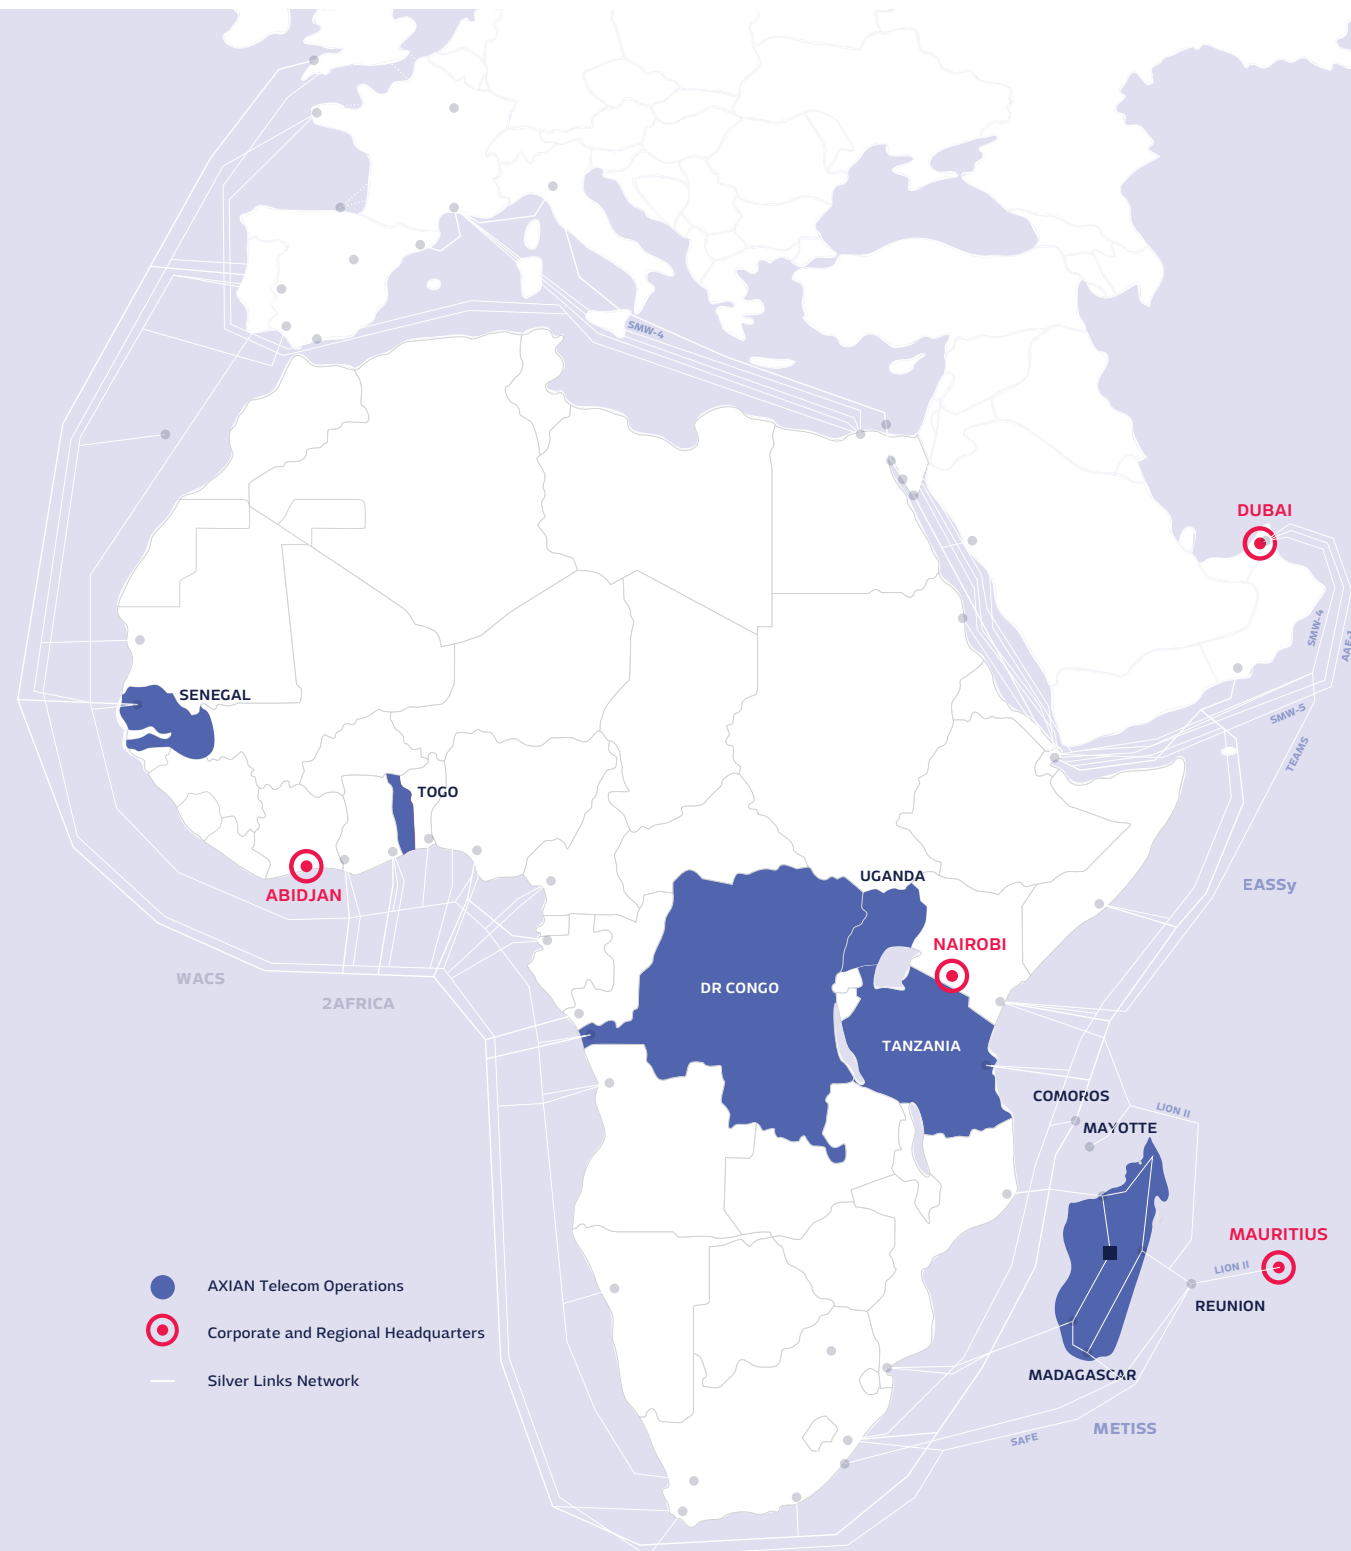 SMW-4
DUBAI
SMW-4
AAE-1
SENEGAL
SMW-5
TEAMS
TOGO
UGANDA
EASSy
ABIDJAN
NAIROBI
WACS
DR CONGO
2AFRICA
TANZANIA
COMOROS
LION II
MAYOTTE
MAURITIUS
LION II
AXIAN Telecom Operations
REUNION
Corporate and Regional Headquarters
MADAGASCAR
Silver Links Network
METISS
SAFE